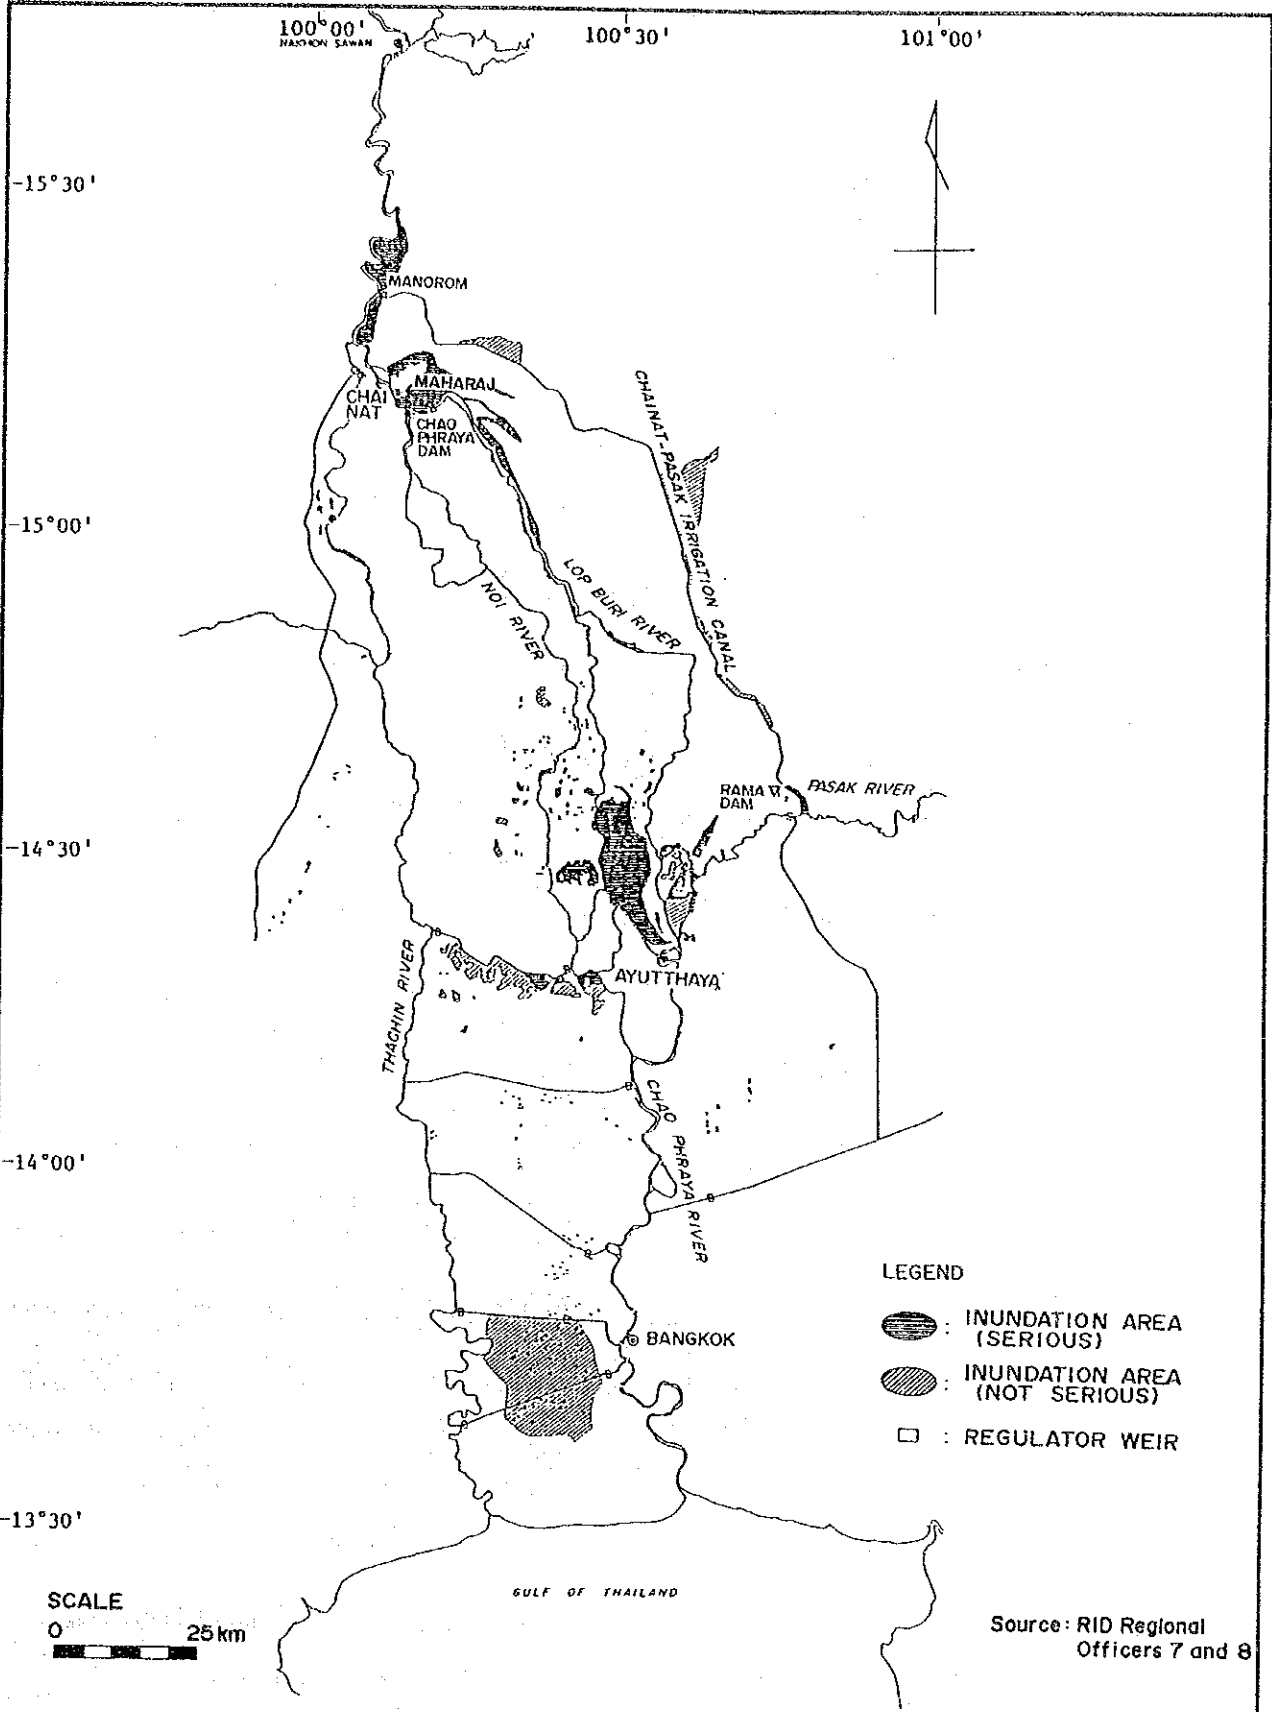 100°00'
100°30'
101°00'
NAKHON SAWAN
-15°30'
MANOROM
MAHARAJ
CHAI
NAT
CHAO
PHRAYA
DAM
CHAINAT-PASAK IRRIGATION CANAL
-15°00'
LOP BURI RIVER
NOI RIVER
RAMA VI
DAM
PASAK RIVER
-14°30'
AYUTTHAYA
THACHIN RIVER
CHAO PHRAYA RIVER
-14°00'
LEGEND
: INUNDATION AREA
(SERIOUS)
BANGKOK
: INUNDATION AREA
(NOT SERIOUS)
: REGULATOR WEIR
-13°30'
GULF OF THAILAND
SCALE
0 25km
Source: RID Regional
Officers 7 and 8